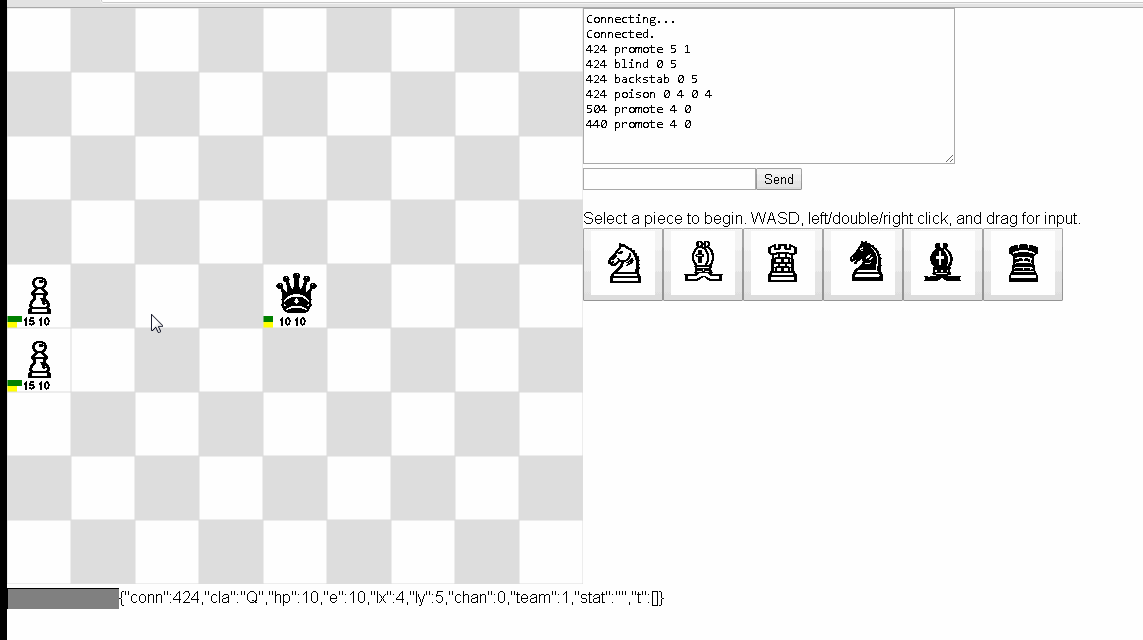 Connecting...
Connected.
424 promote 5 1
424 blind 0 5
424 backstab 0 5
424 poison 0 4 0 4
504 promote 4 0
440 promote 4 0
Send
Select a piece to begin. WASD, left/double/right click, and drag for input.
15 10
10 10
15 10
{"conn":424,"cla":"Q","hp":10,"e":10,"lx":4,"ly":5,"chan":0,"team":1,"stat":"","t":[]}